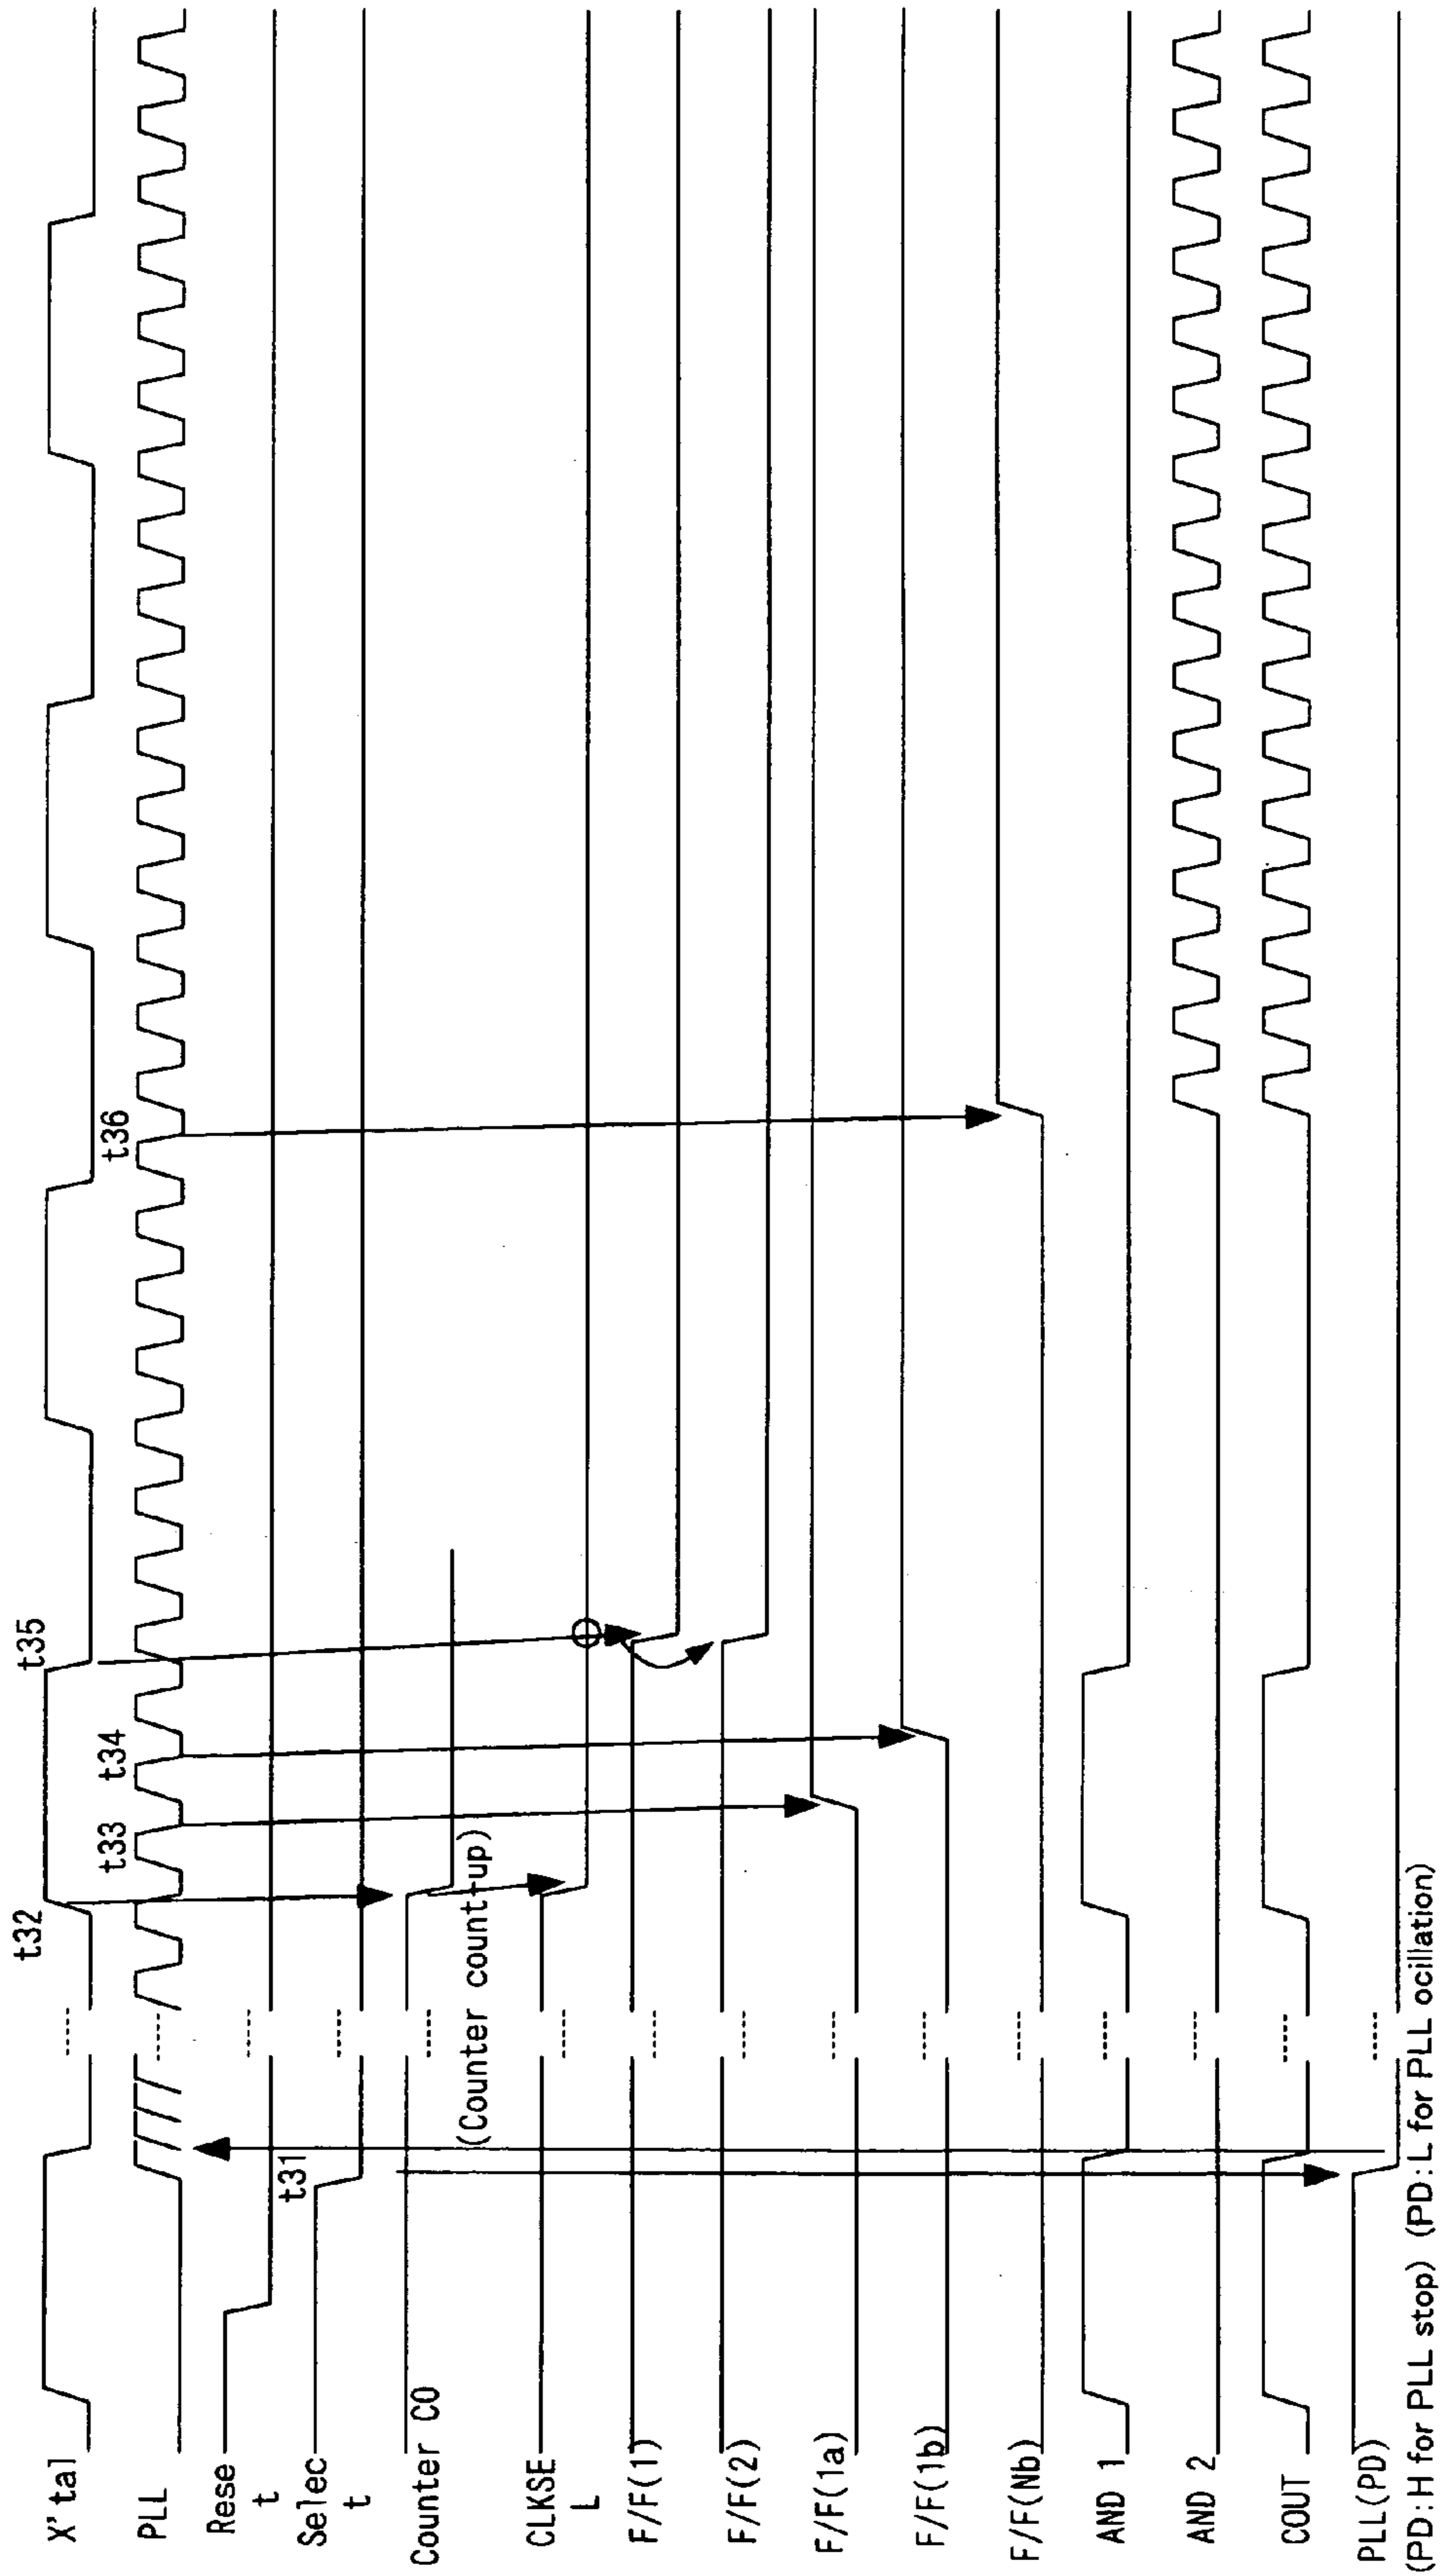 X'tal
t32
t35
PLL
t33
t34
t36
Rese
t
Selec
t
t31
Counter CO
(Counter count-up)
CLKSE
L
F/F(1)
F/F(2)
F/F(1a)
F/F(1b)
F/F(Nb)
AND 1
AND 2
COUT
PLL(PD)
(PD:H for PLL stop) (PD:L for PLL ocillation)